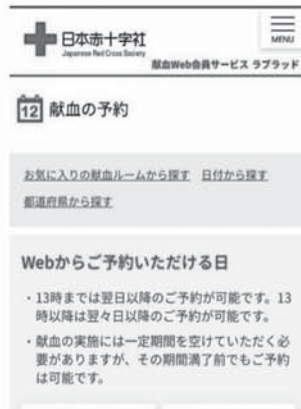 日本赤十字社
Japanese Red Cross Society
MENU
献血Web会員サービス ラブラッド
12 献血の予約
お気に入りの献血ルームから探す 日付から探す
都道府県から探す
Webからご予約いただける日
・13時までは翌日以降のご予約が可能です。13
時以降は翌々日以降のご予約が可能です。
・献血の実施には一定期間を空けていただく必
要がありますが、その期間満了前でもご予約
は可能です。